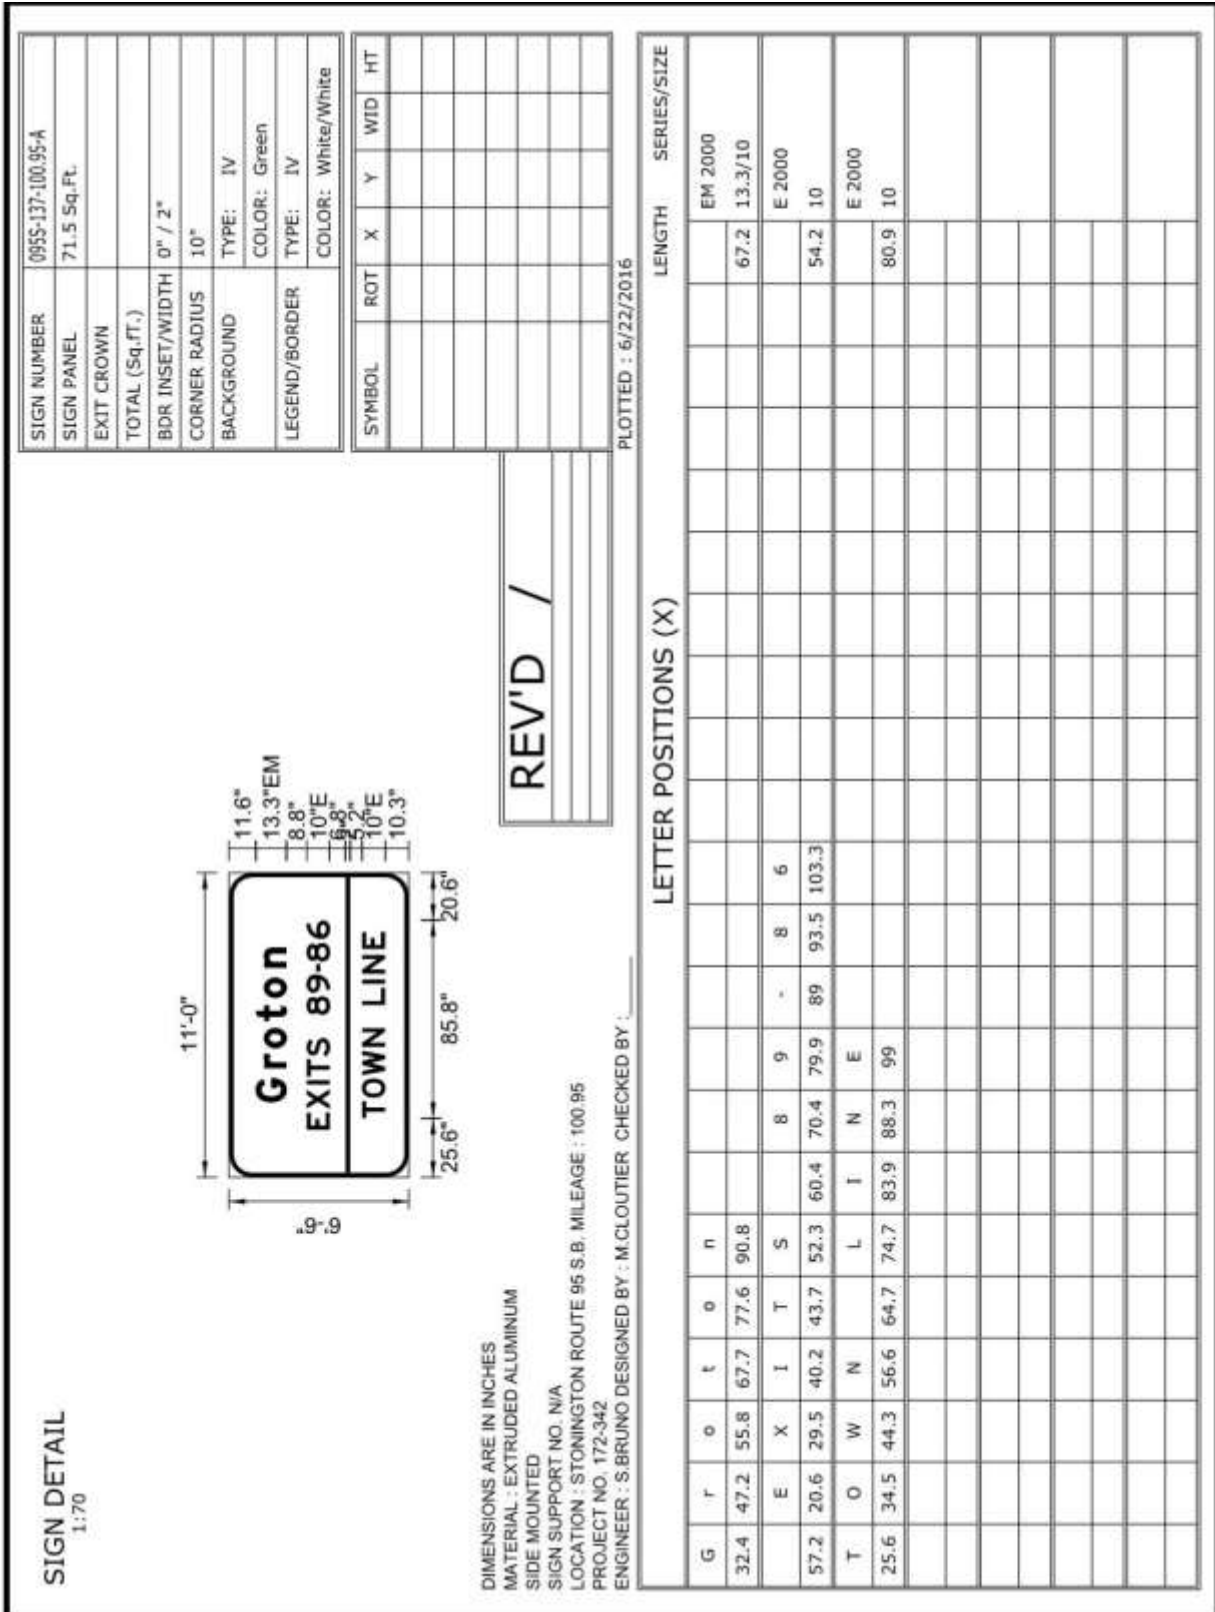 SIGN DETAIL
1:70
11'-0"
6'-6"
Groton
EXITS 89-86
TOWN LINE
11.6"
13.3"EM
8.8"
10"E
6.8"
2"
5.2"
10"E
10.3"
25.6" 85.8" 20.6"
SIGN NUMBER 095S-137-100.95-A
SIGN PANEL 71.5 Sq.Ft.
EXIT CROWN
TOTAL (Sq.fT.)
BDR INSET/WIDTH 0" / 2"
CORNER RADIUS 10"
BACKGROUND TYPE: IV
COLOR: Green
LEGEND/BORDER TYPE: IV
COLOR: White/White
SYMBOL ROT X Y WID HT
DIMENSIONS ARE IN INCHES
MATERIAL : EXTRUDED ALUMINUM
SIDE MOUNTED
SIGN SUPPORT NO. N/A
LOCATION : STONINGTON ROUTE 95 S.B. MILEAGE : 100.95
PROJECT NO. 172-342
ENGINEER : S.BRUNO DESIGNED BY : M.CLOUTIER CHECKED BY :
REV'D /
PLOTTED : 6/22/2016
LETTER POSITIONS (X) LENGTH SERIES/SIZE
G r o t o n EM 2000
32.4 47.2 55.8 67.7 77.6 90.8 67.2 13.3/10
E X I T S 8 9 - 8 6 E 2000
57.2 20.6 29.5 40.2 43.7 52.3 60.4 70.4 79.9 89 93.5 103.3 54.2 10
T O W N L I N E E 2000
25.6 34.5 44.3 56.6 64.7 74.7 83.9 88.3 99 80.9 10